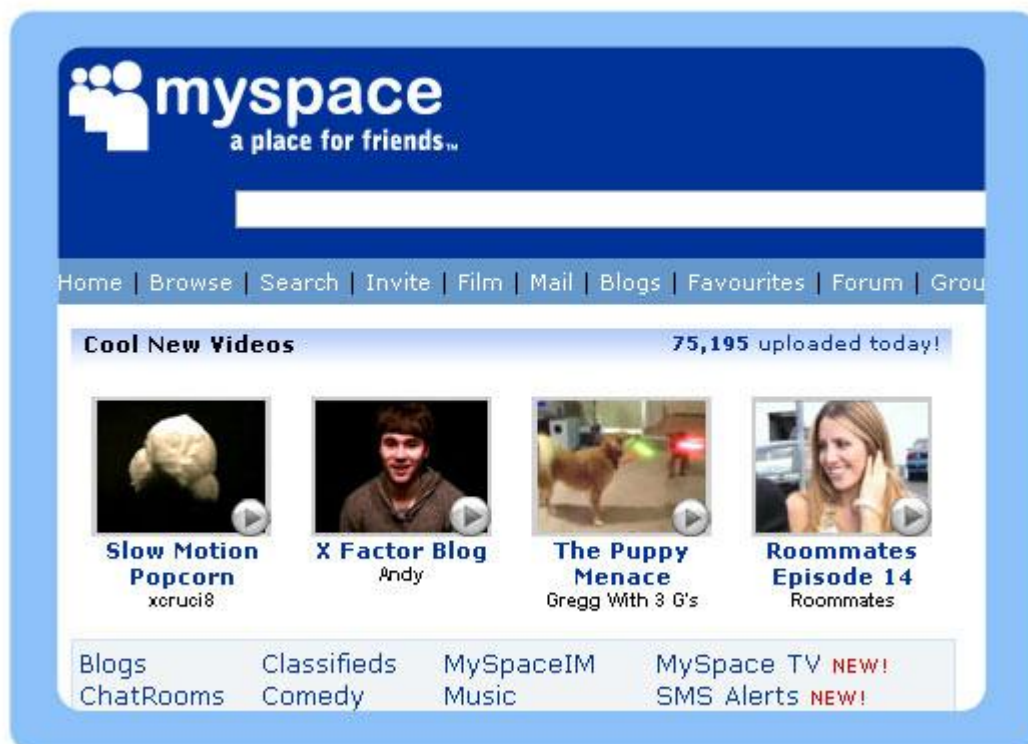 myspace
a place for friends™
Home | Browse | Search | Invite | Film | Mail | Blogs | Favourites | Forum | Grou
Cool New Videos 75,195 uploaded today!
Slow Motion Popcorn
xcruci8
X Factor Blog
Andy
The Puppy Menace
Gregg With 3 G's
Roommates Episode 14
Roommates
Blogs Classifieds MySpaceIM MySpace TV NEW!
ChatRooms Comedy Music SMS Alerts NEW!